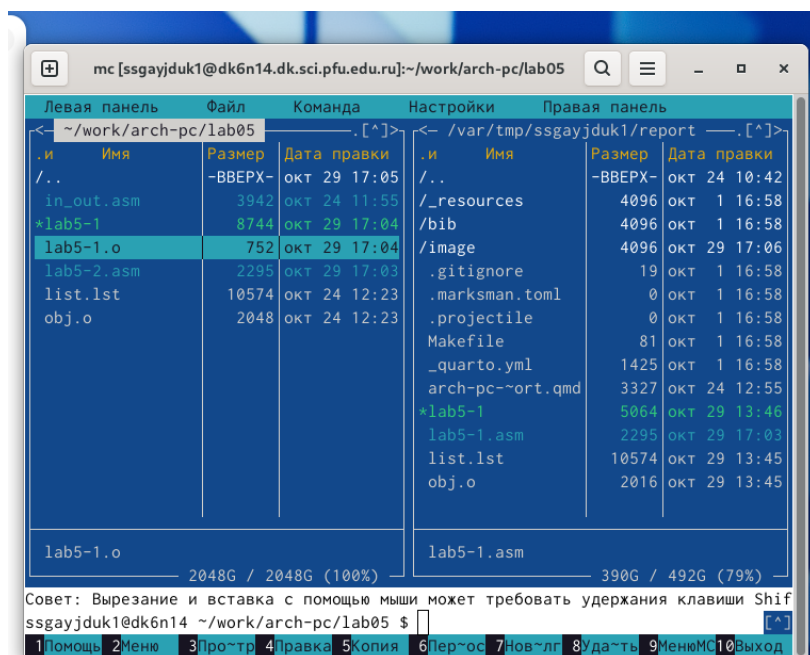 mc [ssgayjduk1@dk6n14.dk.sci.pfu.edu.ru]:~/work/arch-pc/lab05
Левая панель Файл Команда Настройки Правая панель
<— ~/work/arch-pc/lab05 ———.[^]> <— /var/tmp/ssgayjduk1/report ——.[^]>
.и Имя Размер Дата правки .и Имя Размер Дата правки
/.. -ВВЕРХ- окт 29 17:05 /.. -ВВЕРХ- окт 24 10:42
in_out.asm 3942 окт 24 11:55 /_resources 4096 окт 1 16:58
*lab5-1 8744 окт 29 17:04 /bib 4096 окт 1 16:58
lab5-1.o 752 окт 29 17:04 /image 4096 окт 29 17:06
lab5-2.asm 2295 окт 29 17:03 .gitignore 19 окт 1 16:58
list.lst 10574 окт 24 12:23 .marksman.toml 0 окт 1 16:58
obj.o 2048 окт 24 12:23 .projectile 0 окт 1 16:58
Makefile 81 окт 1 16:58
_quarto.yml 1425 окт 1 16:58
arch-pc-~ort.qmd 3327 окт 24 12:55
*lab5-1 5064 окт 29 13:46
lab5-1.asm 2295 окт 29 17:03
list.lst 10574 окт 29 13:45
obj.o 2016 окт 29 13:45
lab5-1.o lab5-1.asm
2048G / 2048G (100%) 390G / 492G (79%)
Совет: Вырезание и вставка с помощью мыши может требовать удержания клавиши Shif
ssgayjduk1@dk6n14 ~/work/arch-pc/lab05 $ [^]
1Помощь 2Меню 3Про~тр 4Правка 5Копия 6Пер~ос 7Нов~лг 8Уда~ть 9МенюМС 10Выход